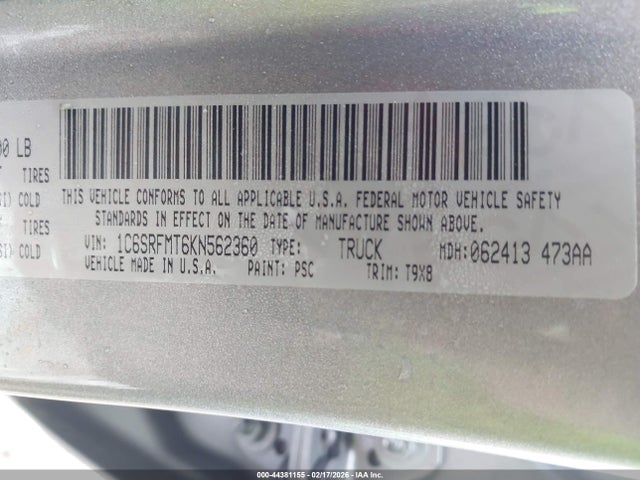 00 LB
TIRES
SI) COLD
THIS VEHICLE CONFORMS TO ALL APPLICABLE U.S.A. FEDERAL MOTOR VEHICLE SAFETY
STANDARDS IN EFFECT ON THE DATE OF MANUFACTURE SHOWN ABOVE.
TIRES
SI) COLD
VIN: 1C6SRFMT6KN562360 TYPE: TRUCK MDH:062413 473AA
VEHICLE MADE IN U.S.A. PAINT: PSC TRIM: T9X8
000-44381155 - 02/17/2026 - IAA Inc.